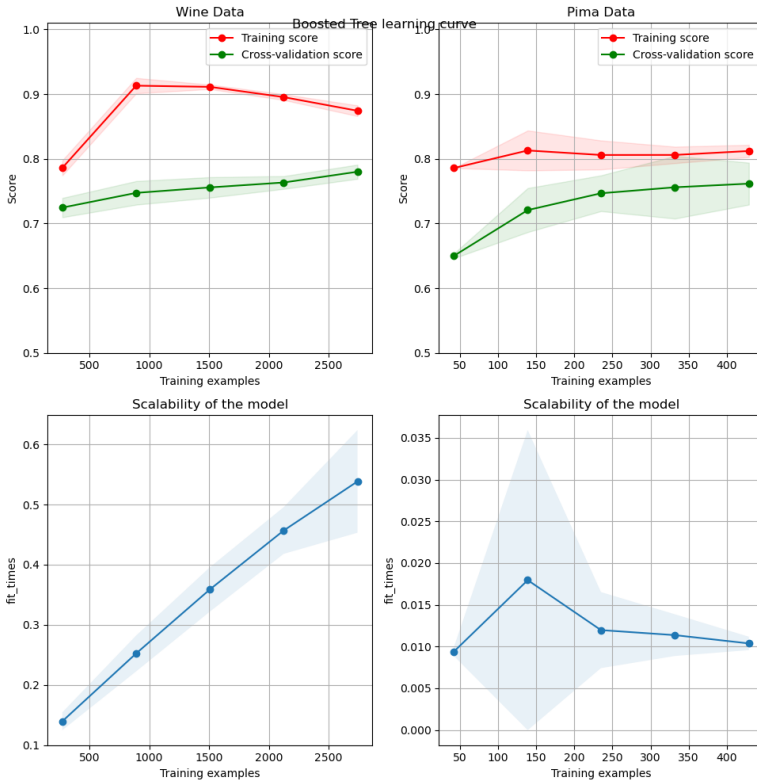 Boosted Tree learning curve
Wine Data
Training score
Cross-validation score
Score
1.0
0.9
0.8
0.7
0.6
0.5
500 1000 1500 2000 2500
Training examples
Pima Data
Training score
Cross-validation score
Score
1.0
0.9
0.8
0.7
0.6
0.5
50 100 150 200 250 300 350 400
Training examples
Scalability of the model
fit_times
0.6
0.5
0.4
0.3
0.2
0.1
500 1000 1500 2000 2500
Training examples
Scalability of the model
fit_times
0.035
0.030
0.025
0.020
0.015
0.010
0.005
0.000
50 100 150 200 250 300 350 400
Training examples